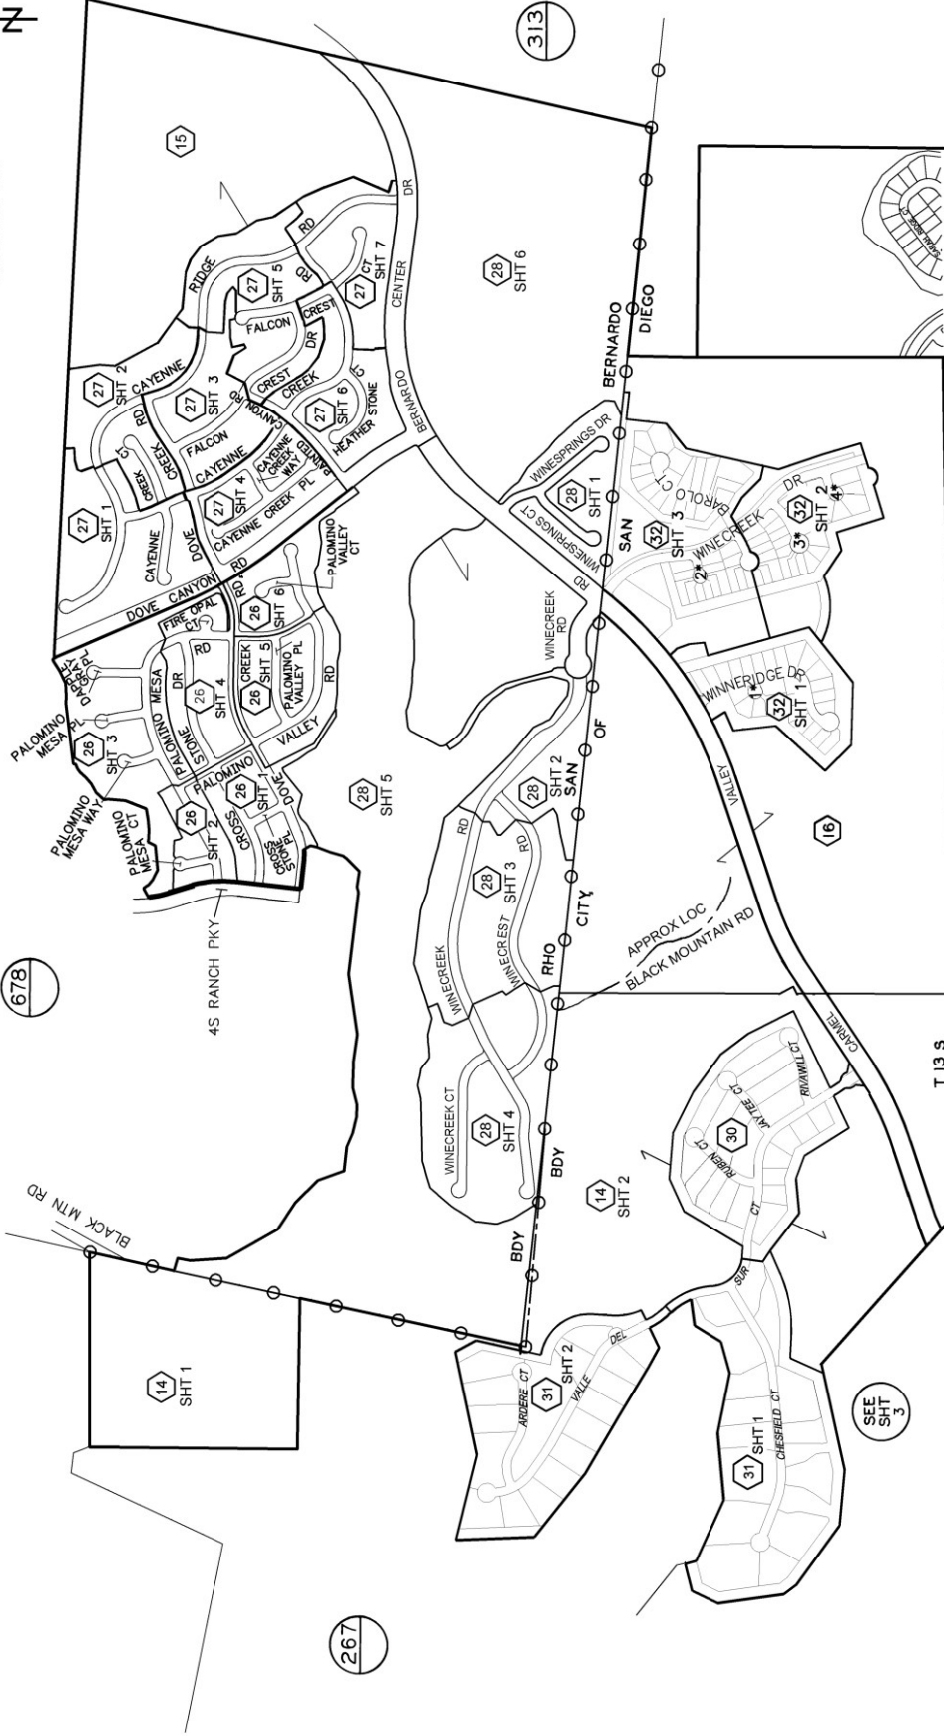 N
313
15
RIDGE
RD
DR
27
SHT 5
RD
27
CT
SHT 7
CENTER
28
SHT 6
FALCON
CREST
DR
CREST
CREEK
27
SHT 2
CAYENNE
RD
27
SHT 3
RD
CANYON
27
SHT 6
CT
HEATHER
STONE
BERNARDO
BERNARDO
DIEGO
SARAH RIDGE CT
CT
CREEK
CREEK
FALCON
CAYENNE
CAYENNE
CREEK
WAY
PAINTED
27
SHT 1
27
SHT 4
CAYENNE CREEK PL
CAYENNE
DOVE
RD
DOVE CANYON
WINESPRINGS DR
28
SHT 1
WINESPRINGS CT
SAN
32
SHT 3
BAROLO CT
DR
32
SHT 2
4*
3*
WINECREEK
2*
RD
PALOMINO
VALLEY
CT
RD
26
SHT 6
FIRE OPAL
CT
WINECREEK
RD
DAPPLE
GRAY
PL
RD
CREEK
26
SHT 5
PALOMINO
VALLEY PL
RD
MESA
DR
26
SHT 4
PALOMINO
STONE
VALLEY
PALOMINO
MESA PL
26
SHT 3
WINNERIDGE DR
1*
32
SHT 1
OF
SAN
28
SHT 2
PALOMINO
MESA WAY
PALOMINO
26
SHT 1
DOVE
28
SHT 5
VALLEY
PALOMINO
MESA
CT
26
SHT 2
CROSS
CROSS
STONE
PL
RD
RD
16
28
SHT 3
CITY,
4S RANCH PKY
WINECREEK
WINECREST
RHO
APPROX LOC
BLACK MOUNTAIN RD
678
CARMEL
T 13 S
WINECREEK CT
28
SHT 4
RUBEN CT
JAYTEE CT
RIVAWILL CT
30
CT
BDY
14
SHT 2
BLACK MTN RD
BDY
SUR
14
SHT 1
ARDERE CT
31
SHT 2
VALLE
DEL
31
SHT 1
CHESFIELD CT
SEE
SHT
3
267